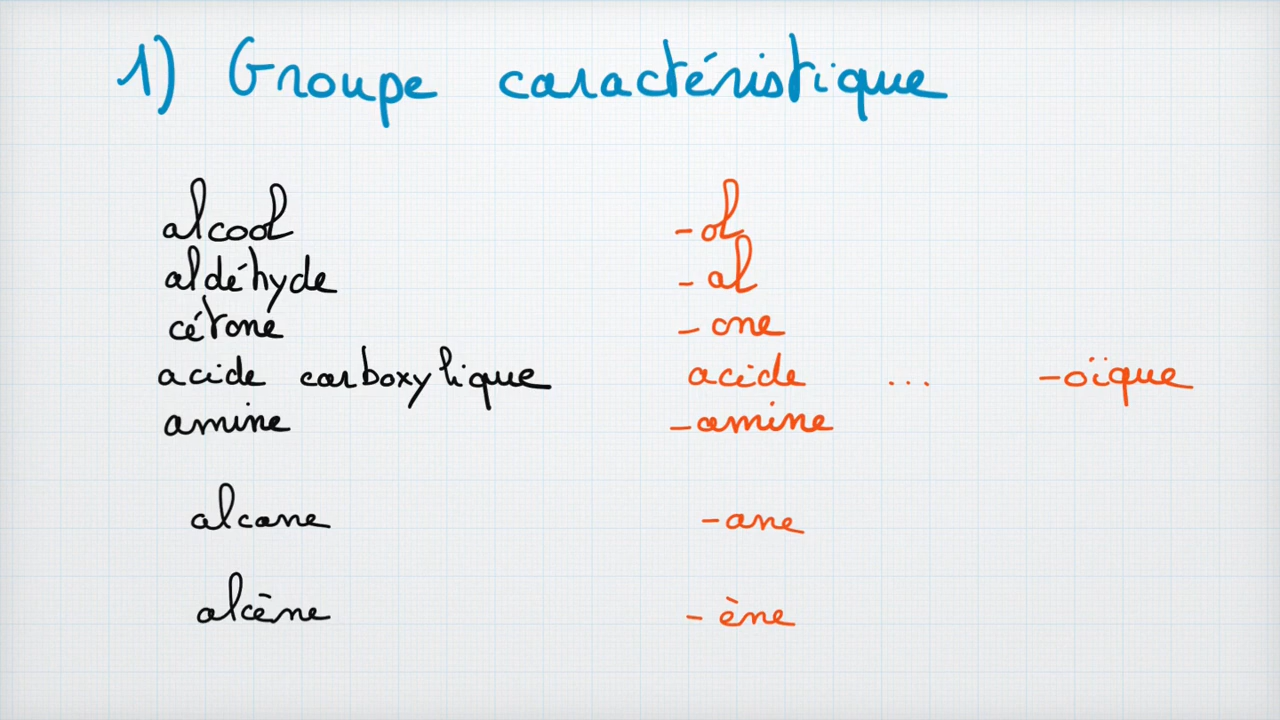 1) Groupe caractéristique
alcool -ol
aldéhyde -al
cétone -one
acide carboxylique acide ... -oïque
amine -amine
alcane -ane
alcène -ène